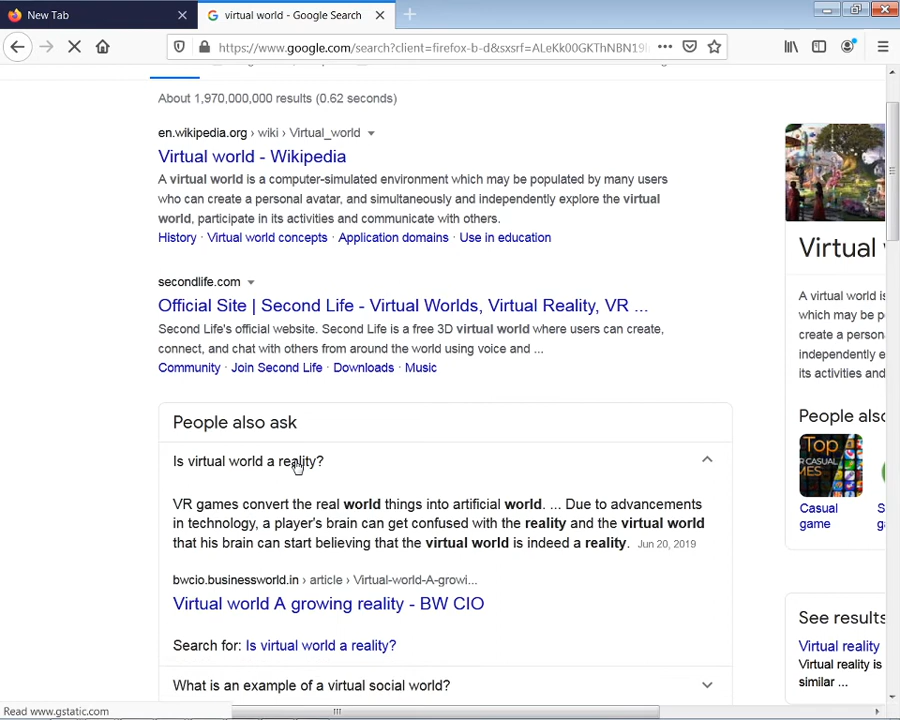 New Tab
virtual world - Google Search
https://www.google.com/search?client=firefox-b-d&sxsrf=ALeKk00GKThNBN19
About 1,970,000,000 results (0.62 seconds)
en.wikipedia.org › wiki › Virtual_world
Virtual world - Wikipedia
A virtual world is a computer-simulated environment which may be populated by many users
who can create a personal avatar, and simultaneously and independently explore the virtual
world, participate in its activities and communicate with others.
History · Virtual world concepts · Application domains · Use in education
secondlife.com
Official Site | Second Life - Virtual Worlds, Virtual Reality, VR ...
Second Life's official website. Second Life is a free 3D virtual world where users can create,
connect, and chat with others from around the world using voice and ...
Community · Join Second Life · Downloads · Music
People also ask
Is virtual world a reality?
VR games convert the real world things into artificial world. ... Due to advancements
in technology, a player's brain can get confused with the reality and the virtual world
that his brain can start believing that the virtual world is indeed a reality. Jun 20, 2019
bwcio.businessworld.in › article › Virtual-world-A-growi...
Virtual world A growing reality - BW CIO
Search for: Is virtual world a reality?
What is an example of a virtual social world?
Virtual
A virtual world is
which may be p
create a person
independently e
its activities an
People also
Top
CASUAL
MES
Casual
game
S
g
See results
Virtual reality
Virtual reality is
similar ...
Read www.gstatic.com